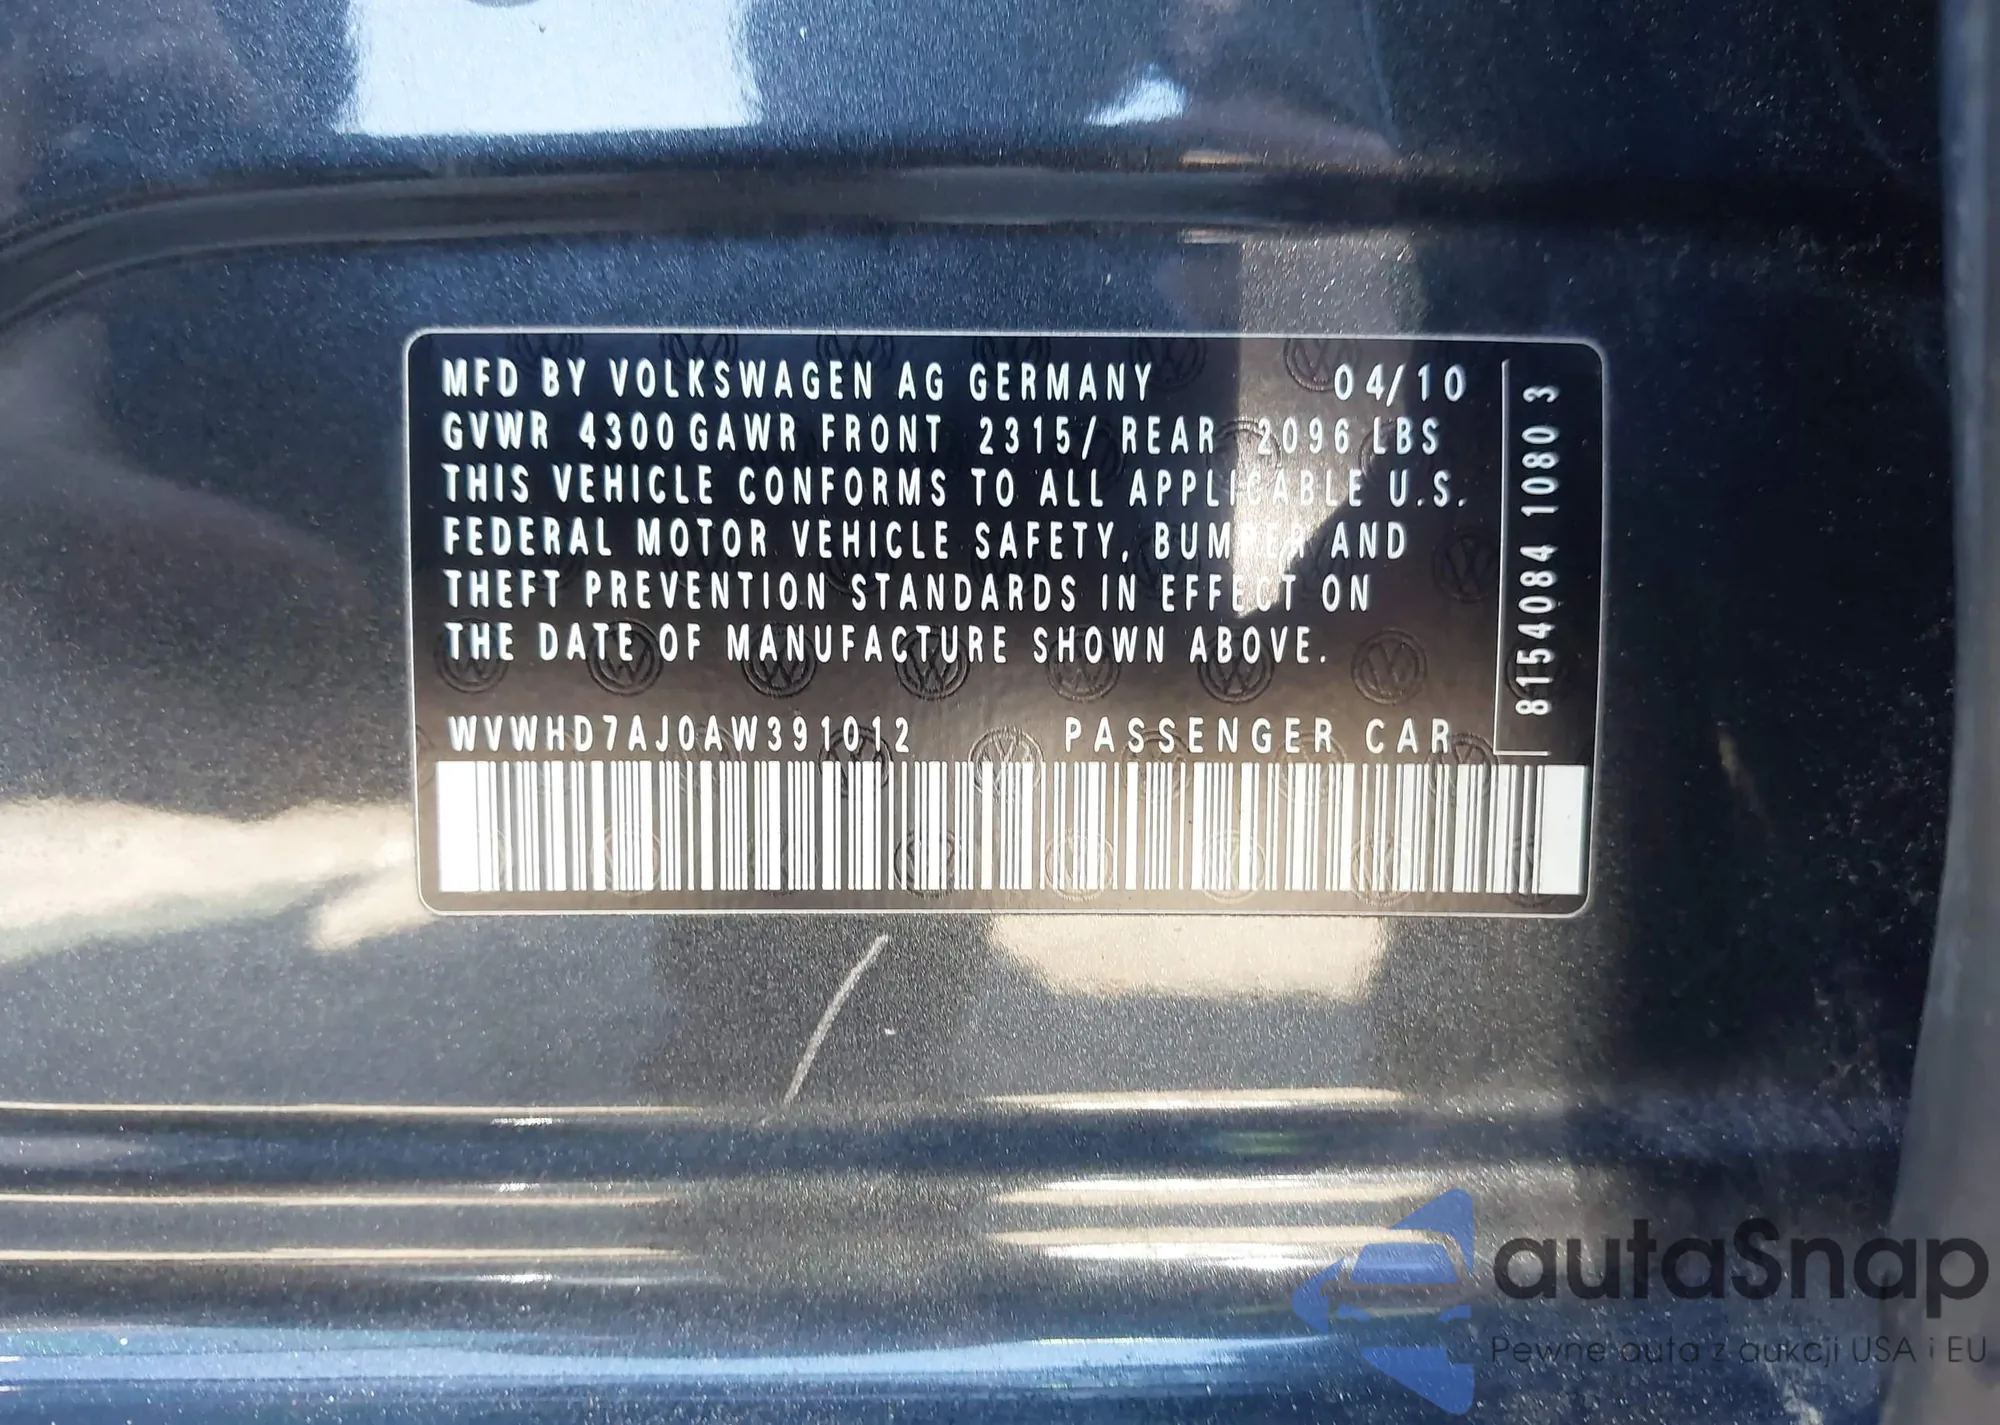 MFD BY VOLKSWAGEN AG GERMANY 04/10
GVWR 4300 GAWR FRONT 2315/ REAR 2096 LBS
THIS VEHICLE CONFORMS TO ALL APPLICABLE U.S.
FEDERAL MOTOR VEHICLE SAFETY, BUMPER AND
THEFT PREVENTION STANDARDS IN EFFECT ON
THE DATE OF MANUFACTURE SHOWN ABOVE.
WVWHD7AJ0AW391012 PASSENGER CAR
8154084 1080 3
autaSnap
Pewne auta z aukcji USA i EU